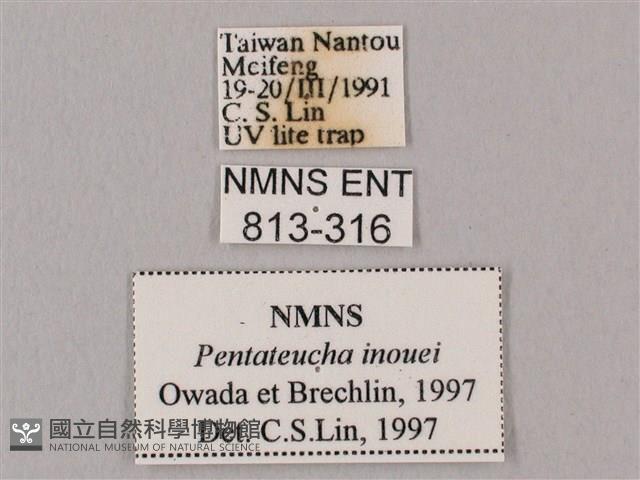 Taiwan Nantou
Meifeng
19-20/III/1991
C. S. Lin
UV lite trap
NMNS ENT
813-316
NMNS
Pentateucha inouei
Owada et Brechlin, 1997
Det. C.S.Lin, 1997
國立自然科學博物館
NATIONAL MUSEUM OF NATURAL SCIENCE